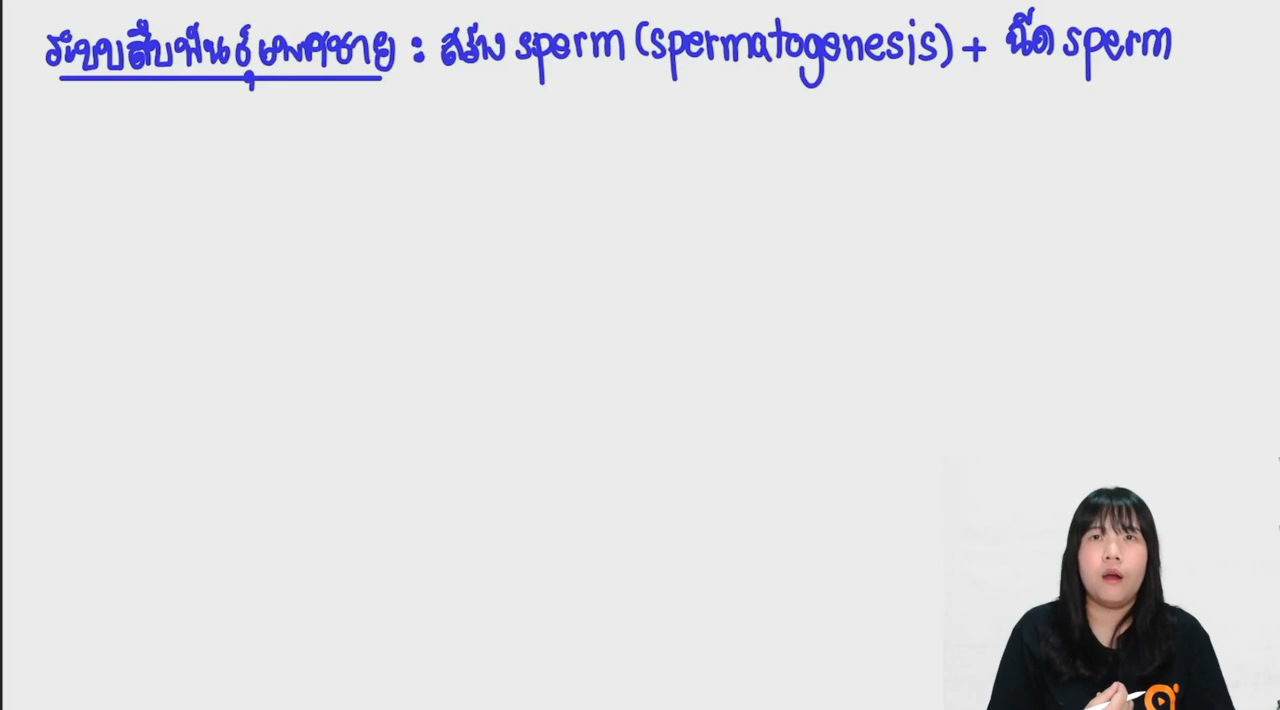 ระบบสืบพันธุ์เพศชาย : สร้าง sperm (spermatogenesis) + ฉีด sperm